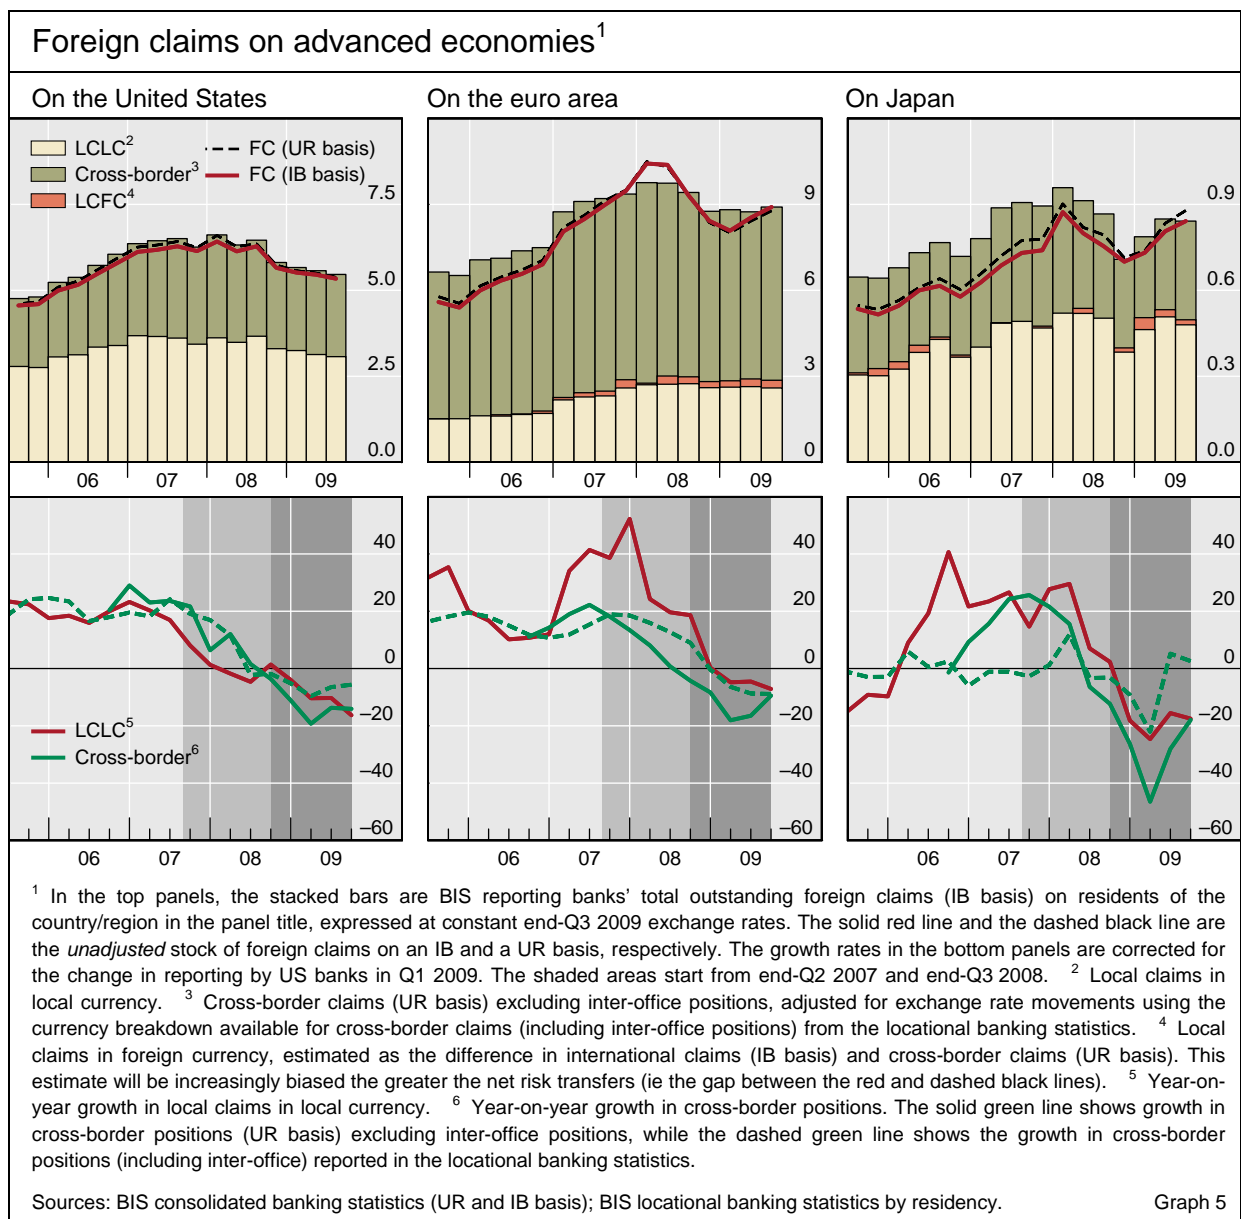 Foreign claims on advanced economies¹
On the United States
On the euro area
On Japan
LCLC²
Cross-border³
LCFC⁴
FC (UR basis)
FC (IB basis)
7.5
5.0
2.5
0.0
9
6
3
0
0.9
0.6
0.3
0.0
06 07 08 09
06 07 08 09
06 07 08 09
LCLC⁵
Cross-border⁶
40
20
0
–20
–40
–60
40
20
0
–20
–40
–60
40
20
0
–20
–40
–60
06 07 08 09
06 07 08 09
06 07 08 09
¹ In the top panels, the stacked bars are BIS reporting banks' total outstanding foreign claims (IB basis) on residents of the
country/region in the panel title, expressed at constant end-Q3 2009 exchange rates. The solid red line and the dashed black line are
the unadjusted stock of foreign claims on an IB and a UR basis, respectively. The growth rates in the bottom panels are corrected for
the change in reporting by US banks in Q1 2009. The shaded areas start from end-Q2 2007 and end-Q3 2008. ² Local claims in
local currency. ³ Cross-border claims (UR basis) excluding inter-office positions, adjusted for exchange rate movements using the
currency breakdown available for cross-border claims (including inter-office positions) from the locational banking statistics. ⁴ Local
claims in foreign currency, estimated as the difference in international claims (IB basis) and cross-border claims (UR basis). This
estimate will be increasingly biased the greater the net risk transfers (ie the gap between the red and dashed black lines). ⁵ Year-on-
year growth in local claims in local currency. ⁶ Year-on-year growth in cross-border positions. The solid green line shows growth in
cross-border positions (UR basis) excluding inter-office positions, while the dashed green line shows the growth in cross-border
positions (including inter-office) reported in the locational banking statistics.
Sources: BIS consolidated banking statistics (UR and IB basis); BIS locational banking statistics by residency. Graph 5